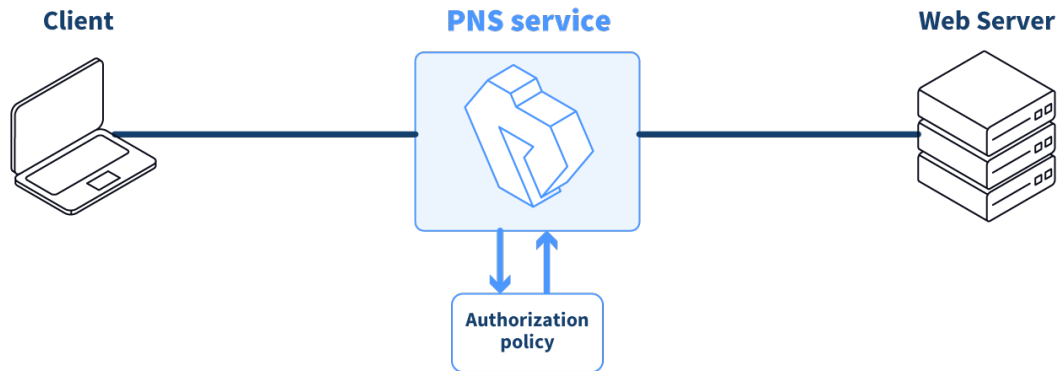 Client
PNS service
Web Server
Authorization
policy